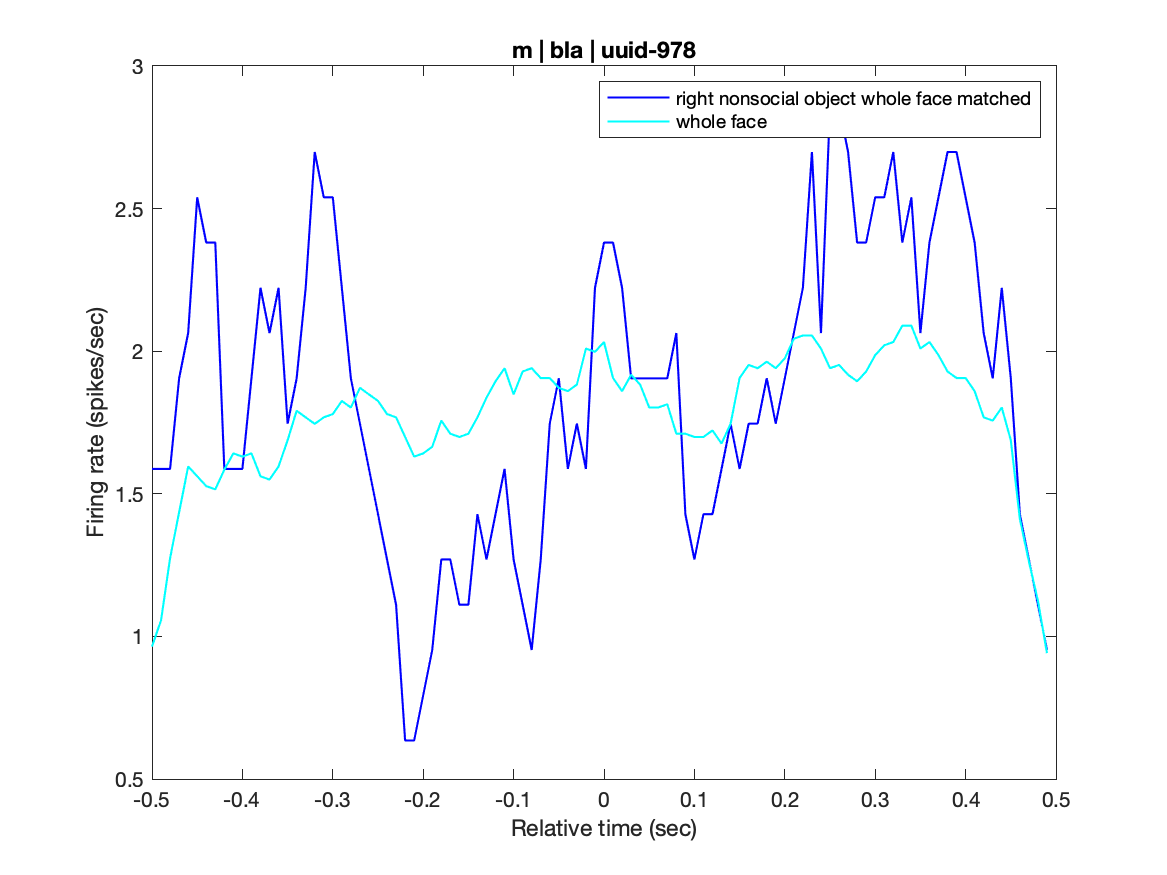 m | bla | uuid-978
right nonsocial object whole face matched
whole face
Firing rate (spikes/sec)
3
2.5
2
1.5
1
0.5
-0.5 -0.4 -0.3 -0.2 -0.1 0 0.1 0.2 0.3 0.4 0.5
Relative time (sec)